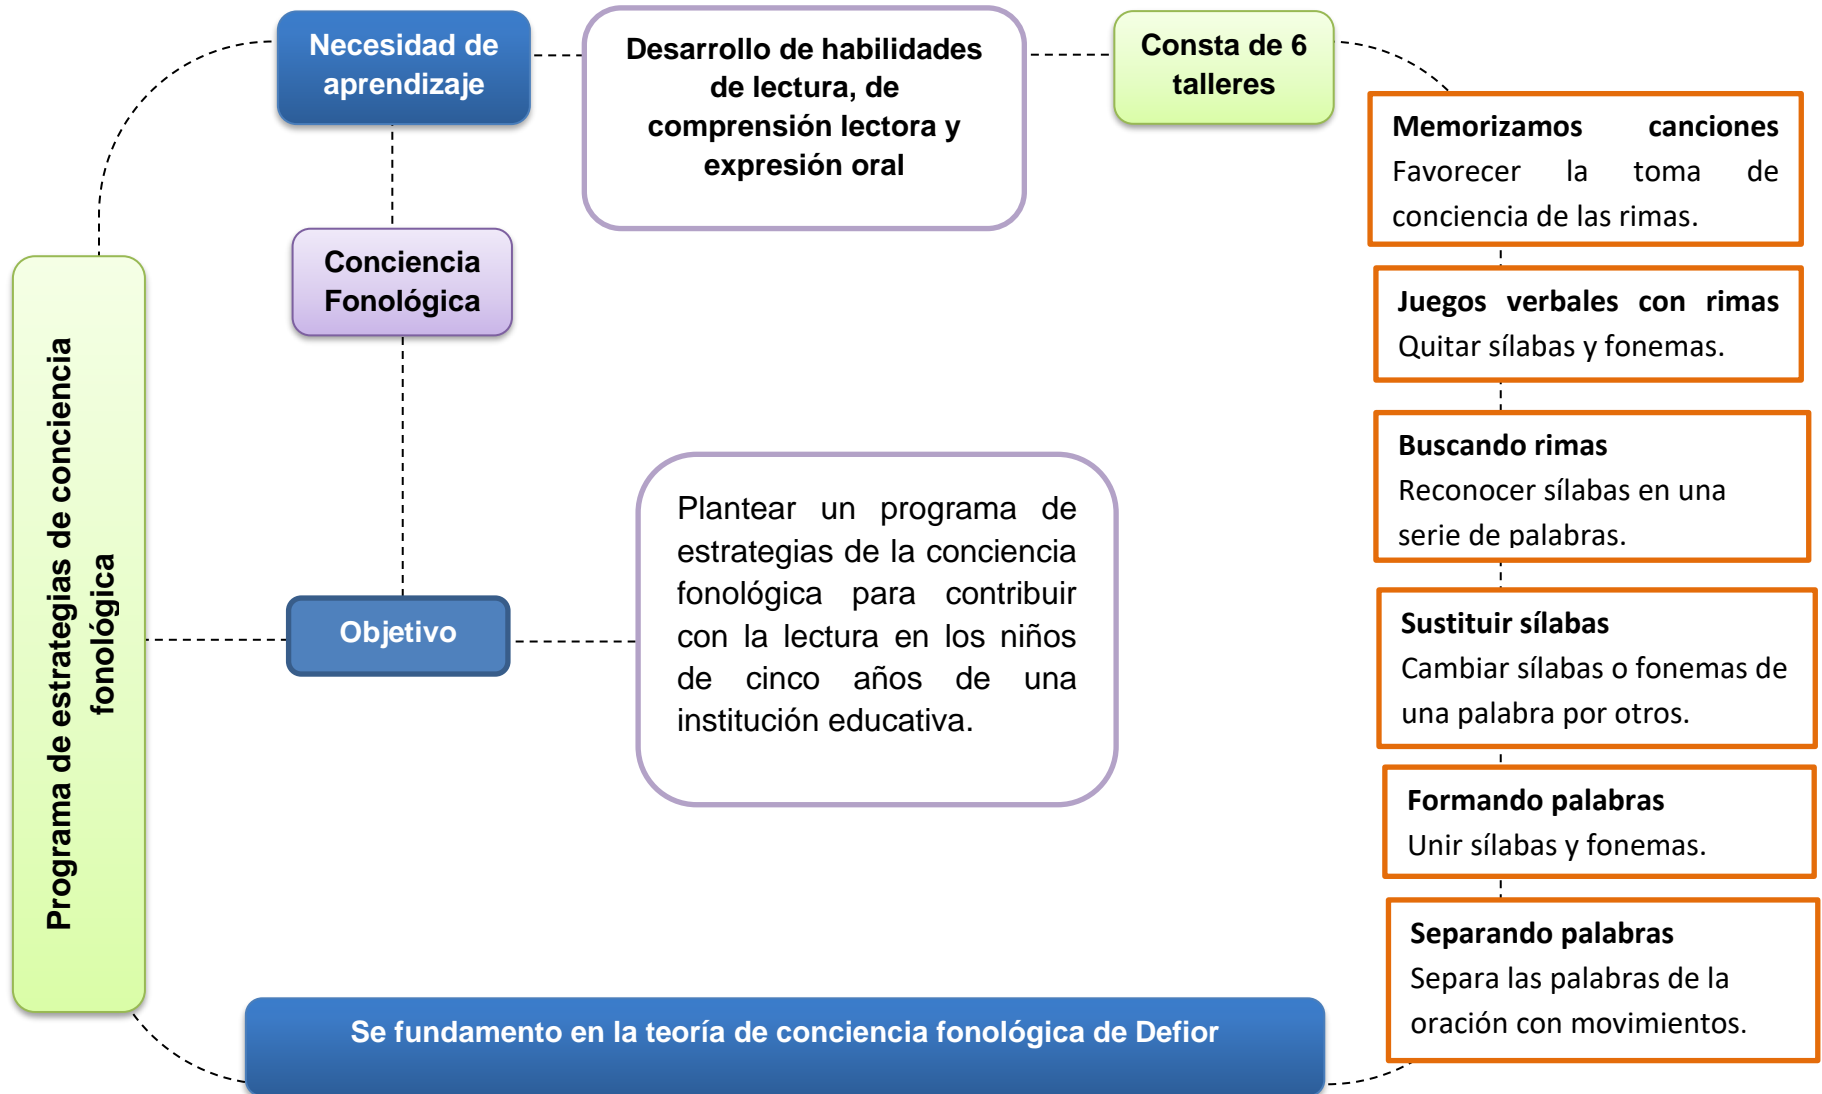 Programa de estrategias de conciencia
fonológica
Necesidad de
aprendizaje
Desarrollo de habilidades
de lectura, de
comprensión lectora y
expresión oral
Consta de 6
talleres
Conciencia
Fonológica
Objetivo
Plantear un programa de
estrategias de la conciencia
fonológica para contribuir
con la lectura en los niños
de cinco años de una
institución educativa.
Memorizamos canciones
Favorecer la toma de
conciencia de las rimas.
Juegos verbales con rimas
Quitar sílabas y fonemas.
Buscando rimas
Reconocer sílabas en una
serie de palabras.
Sustituir sílabas
Cambiar sílabas o fonemas de
una palabra por otros.
Formando palabras
Unir sílabas y fonemas.
Separando palabras
Separa las palabras de la
oración con movimientos.
Se fundamento en la teoría de conciencia fonológica de Defior